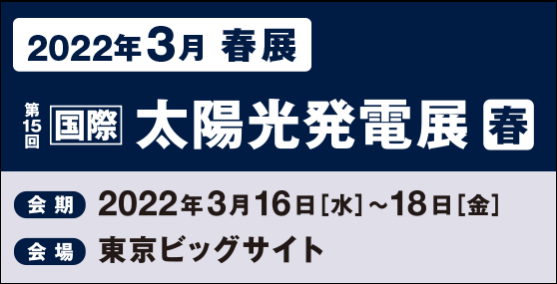 2022年3月 春展
第15回 国際 太陽光発電展 春
会期 2022年3月16日[水]～18日[金]
会場 東京ビッグサイト